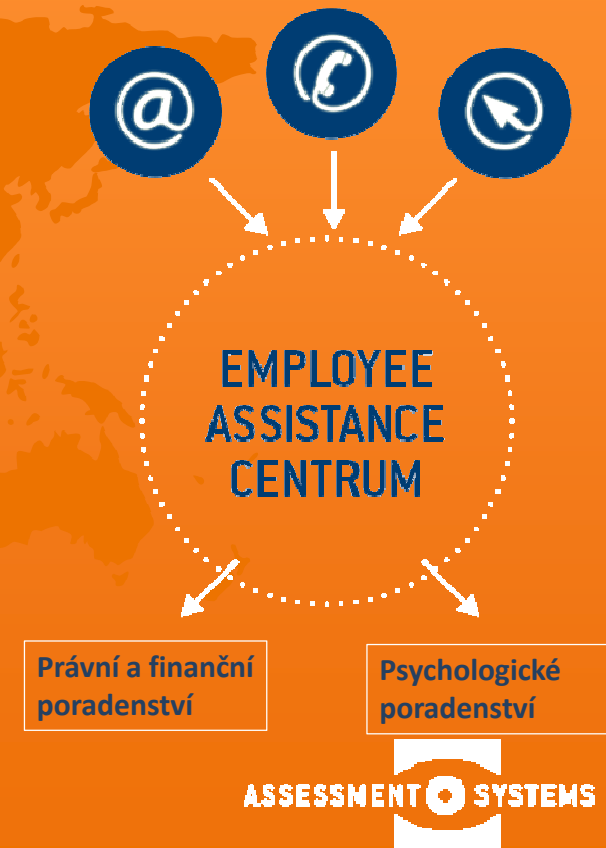 EMPLOYEE
ASSISTANCE
CENTRUM
Právní a finanční
poradenství
Psychologické
poradenství
ASSESSMENT SYSTEMS